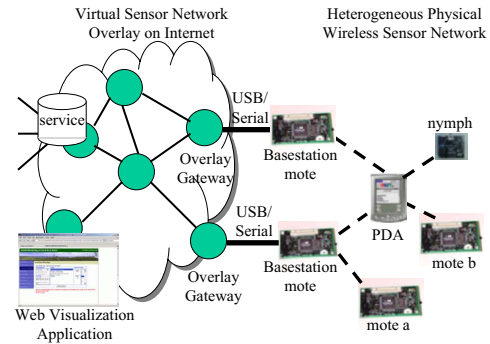 Virtual Sensor Network
Overlay on Internet
Heterogeneous Physical
Wireless Sensor Network
USB/
Serial
service
nymph
Overlay
Gateway
Basestation
mote
PDA
USB/
Serial
mote b
Overlay
Gateway
Basestation
mote
mote a
Web Visualization
Application